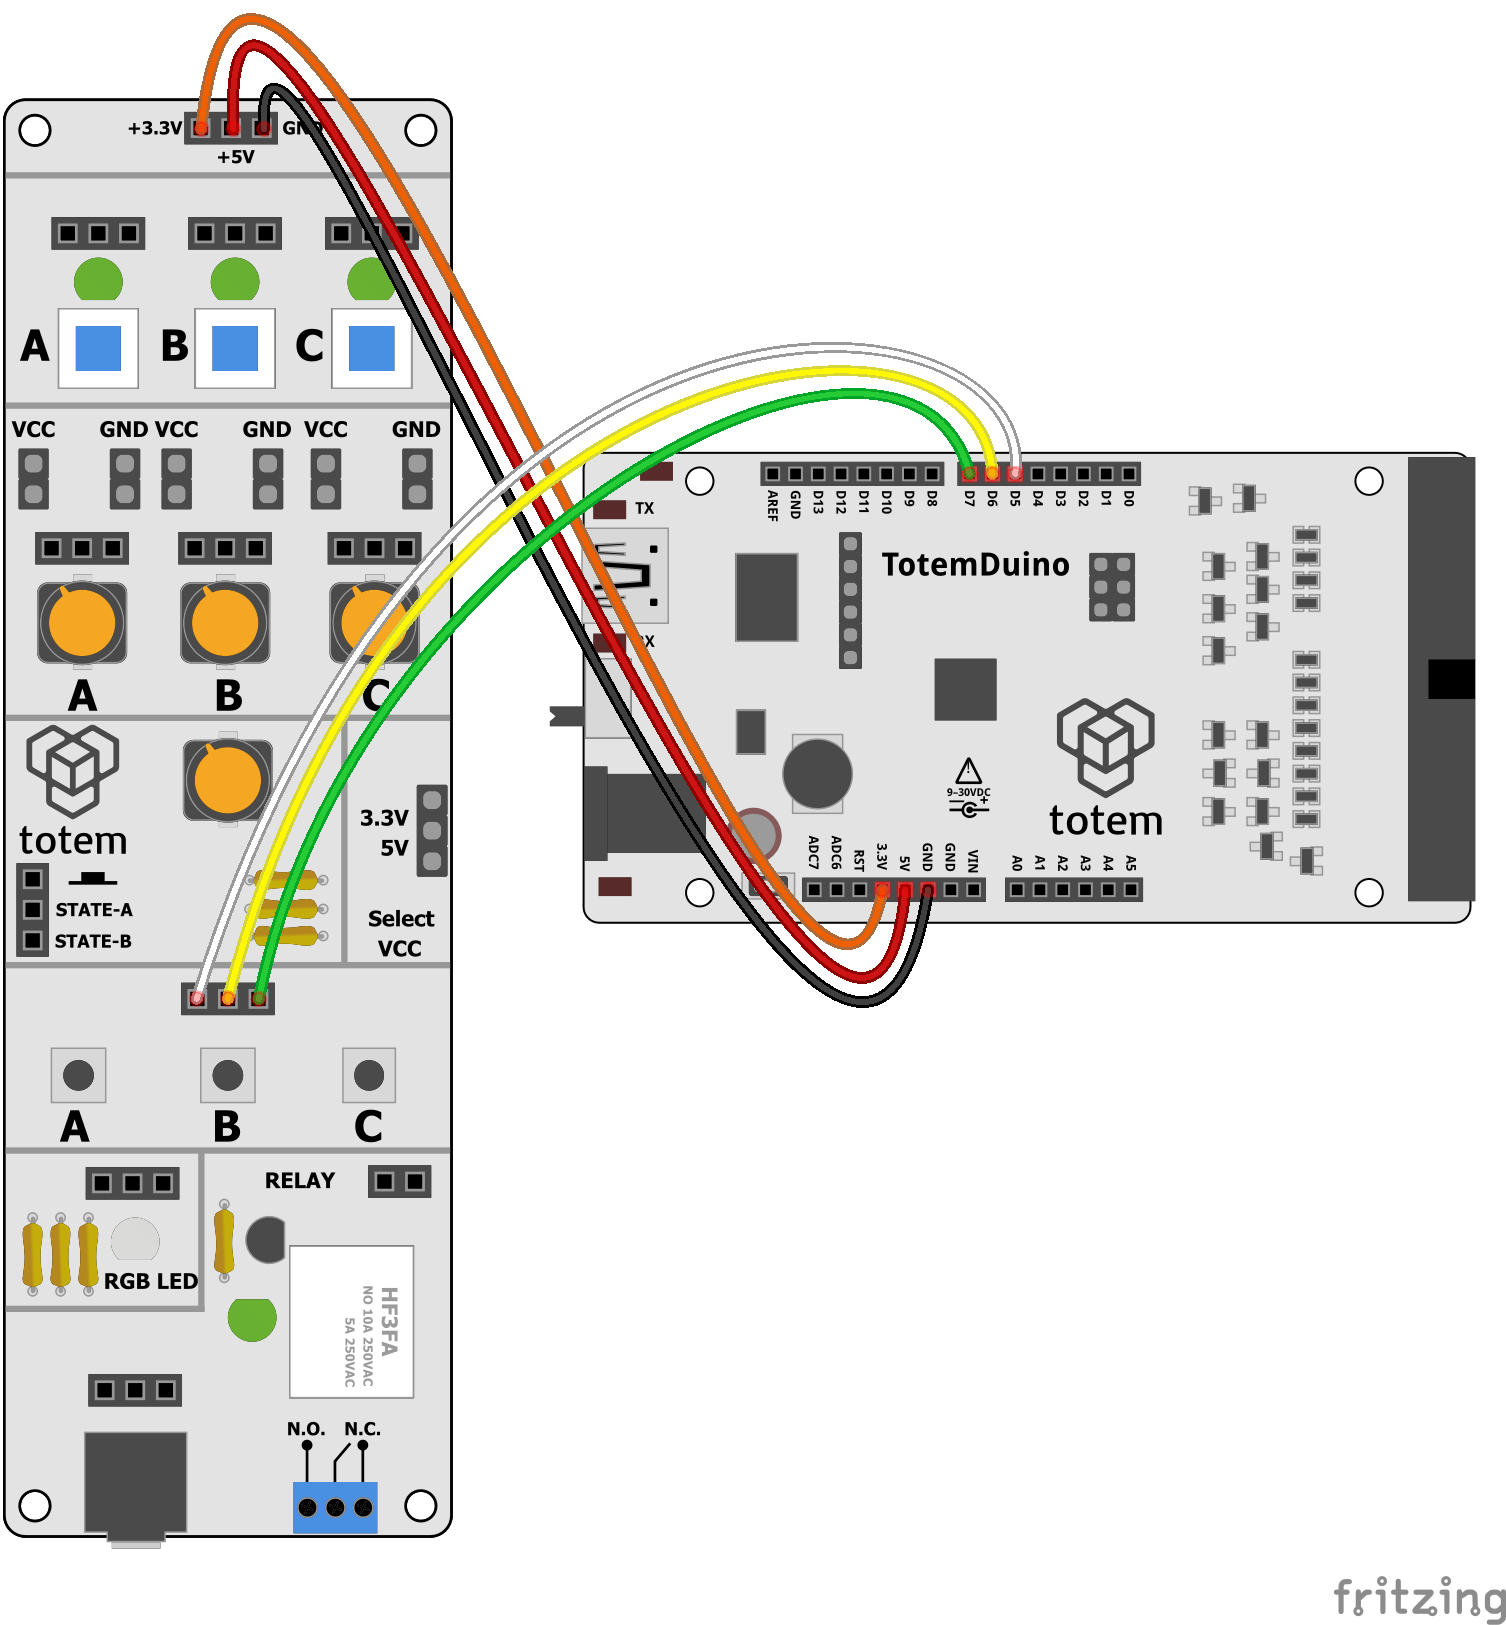 +3.3V GND
+5V
A B C
VCC GND VCC GND VCC GND
A B C
totem
3.3V
5V
STATE-A
STATE-B
Select
VCC
A B C
RELAY
RGB LED
HF3FA
NO 10A 250VAC
5A 250VAC
N.O. N.C.
AREF GND D13 D12 D11 D10 D9 D8 D7 D6 D5 D4 D3 D2 D1 D0
TX
TotemDuino
9-30VDC
totem
ADC7 ADC6 RST 3.3V 5V GND GND VIN A0 A1 A2 A3 A4 A5
fritzing